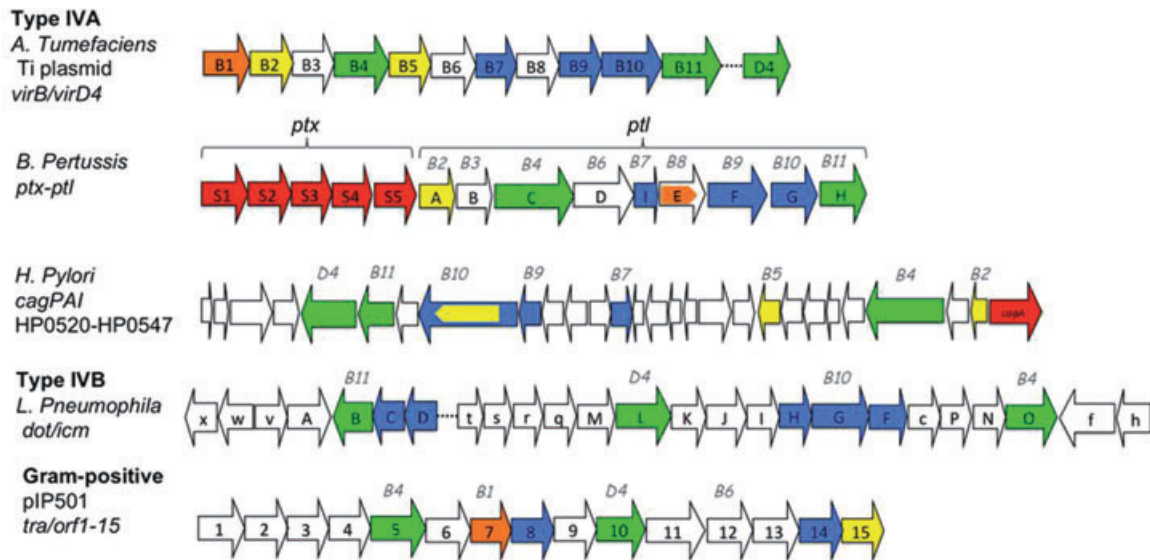 Type IVA
A. Tumefaciens
Ti plasmid
virB/virD4
B1 B2 B3 B4 B5 B6 B7 B8 B9 B10 B11 D4
ptx ptl
B. Pertussis
ptx-ptl
B2 B3 B4 B6 B7 B8 B9 B10 B11
S1 S2 S3 S4 S5 A B C D I E F G H
H. Pylori
cagPAI
HP0520-HP0547
D4 B11 B10 B9 B7 B5 B4 B2
cagA
Type IVB
L. Pneumophila
dot/icm
B11 D4 B10 B4
x w v A B C D t s r q M L K J I H G F c P N O f h
Gram-positive
pIP501
tra/orf1-15
B4 B1 D4 B6
1 2 3 4 5 6 7 8 9 10 11 12 13 14 15